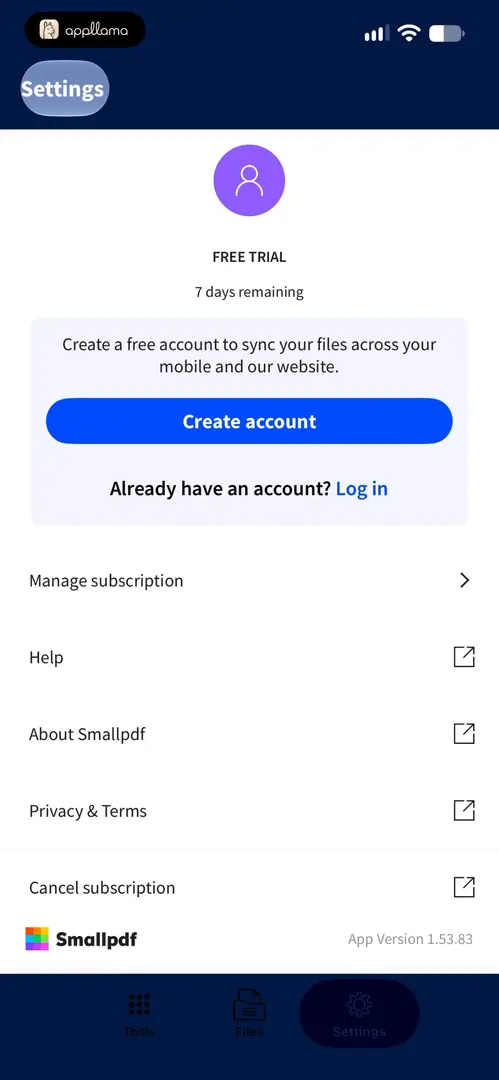 appllama
Settings
FREE TRIAL
7 days remaining
Create a free account to sync your files across your
mobile and our website.
Create account
Already have an account? Log in
Manage subscription
Help
About Smallpdf
Privacy & Terms
Cancel subscription
Smallpdf
App Version 1.53.83
Tools
Files
Settings